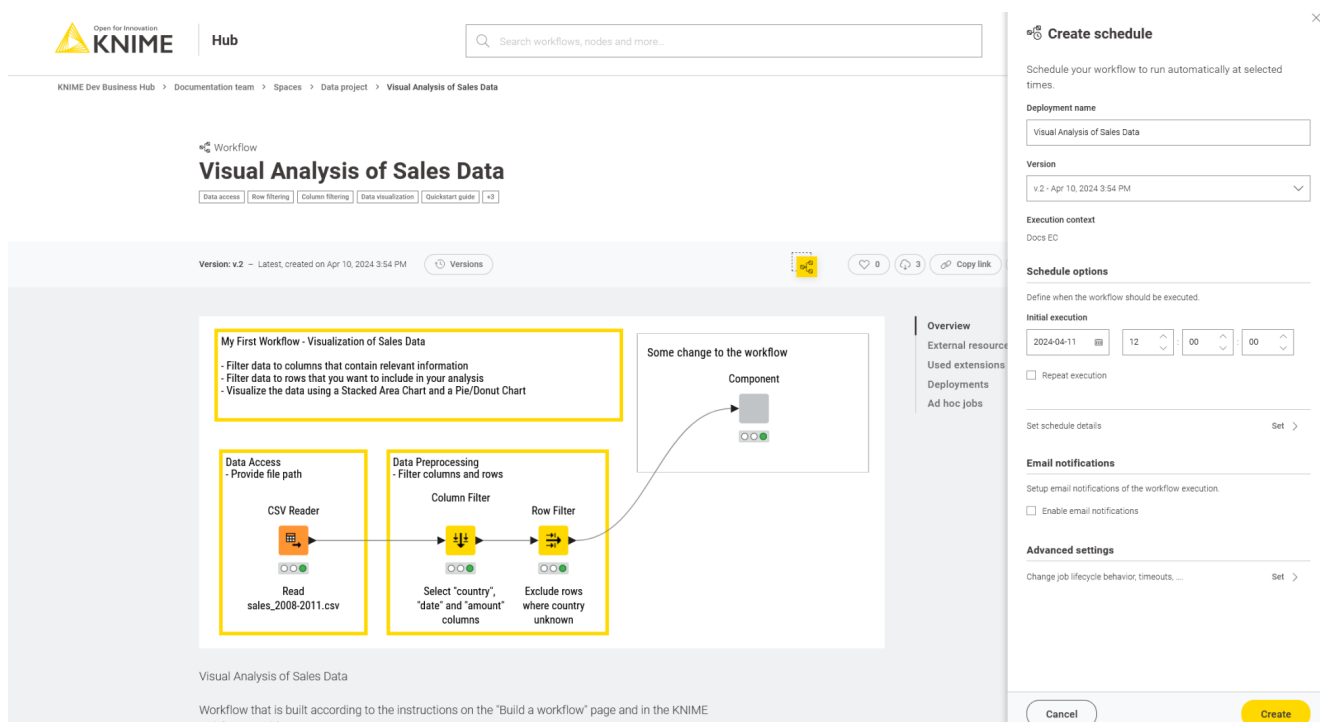 Open for Innovation
KNIME
Hub
Search workflows, nodes and more...
KNIME Dev Business Hub > Documentation team > Spaces > Data project > Visual Analysis of Sales Data
Workflow
Visual Analysis of Sales Data
Data access Row filtering Column filtering Data visualization Quickstart guide +3
Version: v.2 – Latest, created on Apr 10, 2024 3:54 PM Versions 0 3 Copy link
My First Workflow - Visualization of Sales Data
- Filter data to columns that contain relevant information
- Filter data to rows that you want to include in your analysis
- Visualize the data using a Stacked Area Chart and a Pie/Donut Chart
Some change to the workflow
Component
Data Access
- Provide file path
CSV Reader
Read
sales_2008-2011.csv
Data Preprocessing
- Filter columns and rows
Column Filter
Select "country",
"date" and "amount"
columns
Row Filter
Exclude rows
where country
unknown
Overview
External resource
Used extensions
Deployments
Ad hoc jobs
Visual Analysis of Sales Data
Workflow that is built according to the instructions on the "Build a workflow" page and in the KNIME
Create schedule
Schedule your workflow to run automatically at selected
times.
Deployment name
Visual Analysis of Sales Data
Version
v.2 - Apr 10, 2024 3:54 PM
Execution context
Docs EC
Schedule options
Define when the workflow should be executed.
Initial execution
2024-04-11 12 : 00 : 00
Repeat execution
Set schedule details Set >
Email notifications
Setup email notifications of the workflow execution.
Enable email notifications
Advanced settings
Change job lifecycle behavior, timeouts, ... Set >
Cancel Create